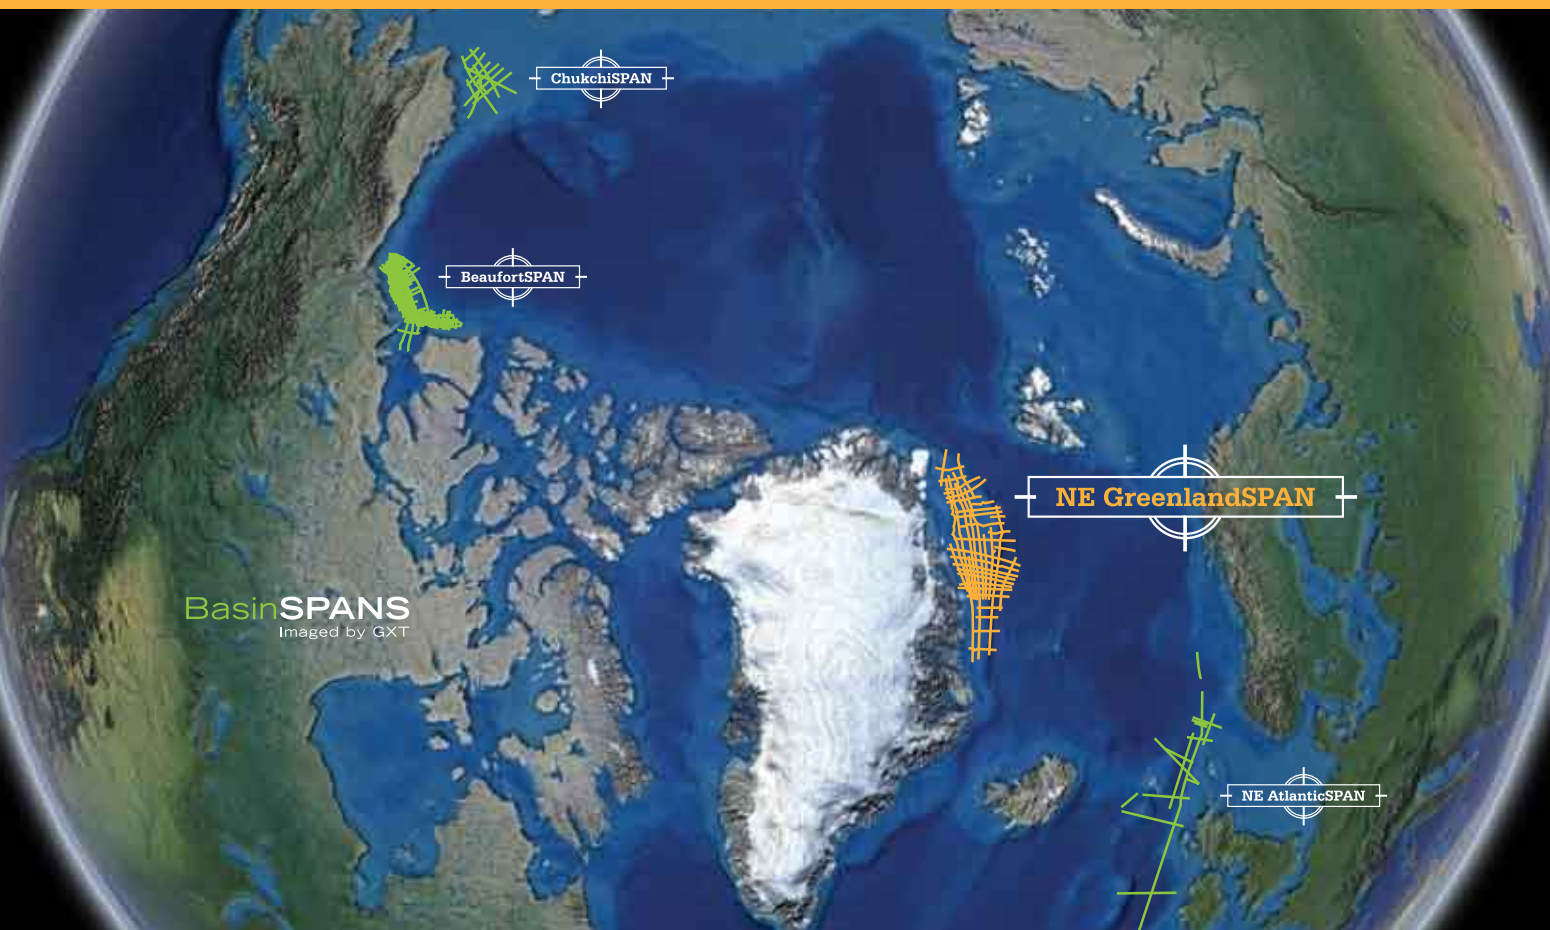 ChukchiSPAN
BeaufortSPAN
NE GreenlandSPAN
BasinSPANS
Imaged by GXT
NE AtlanticSPAN